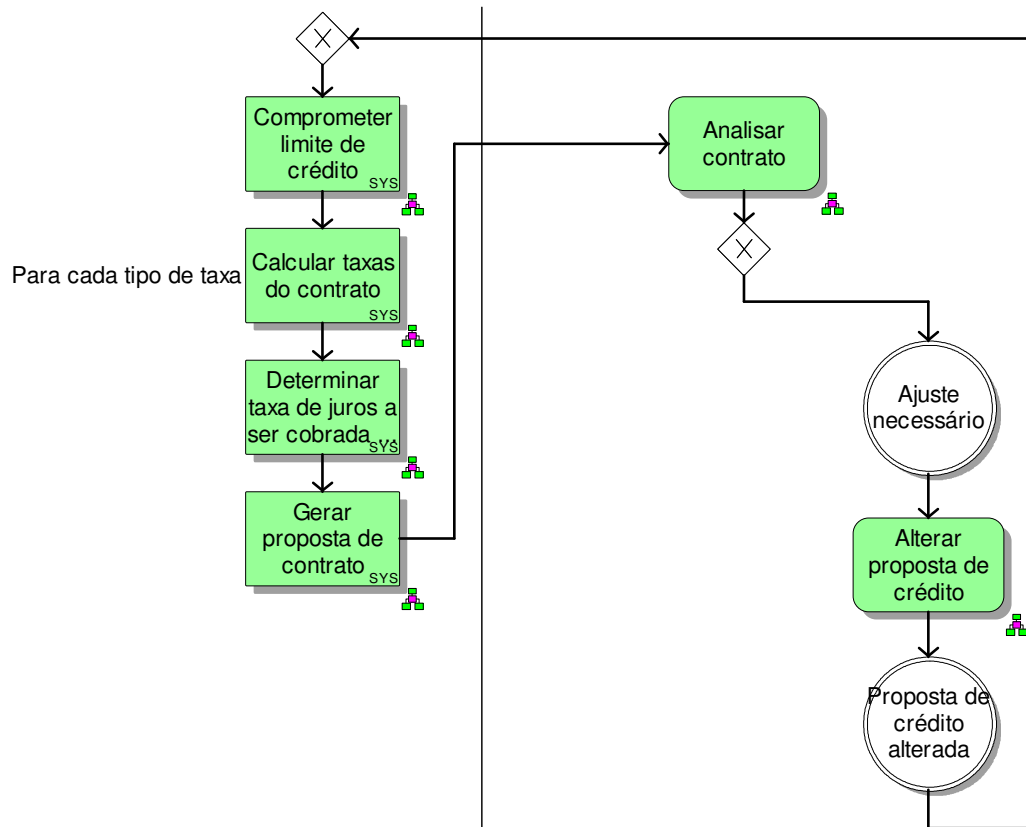 X
Comprometer
limite de
crédito
SYS
Para cada tipo de taxa
Calcular taxas
do contrato
SYS
Determinar
taxa de juros a
ser cobrada ...
SYS
Gerar
proposta de
contrato
SYS
Analisar
contrato
X
Ajuste
necessário
Alterar
proposta de
crédito
Proposta de
crédito
alterada